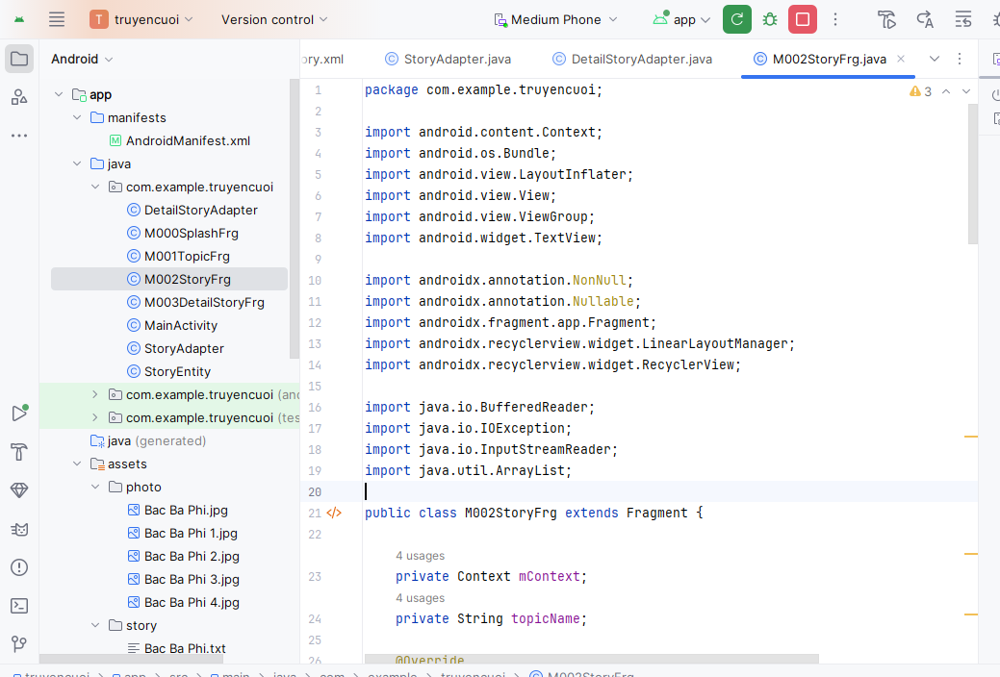 T truyencuoi Version control Medium Phone app
Android
ory.xml StoryAdapter.java DetailStoryAdapter.java M002StoryFrg.java
app
manifests
AndroidManifest.xml
java
com.example.truyencuoi
DetailStoryAdapter
M000SplashFrg
M001TopicFrg
M002StoryFrg
M003DetailStoryFrg
MainActivity
StoryAdapter
StoryEntity
com.example.truyencuoi (and
com.example.truyencuoi (tes
java (generated)
assets
photo
Bac Ba Phi.jpg
Bac Ba Phi 1.jpg
Bac Ba Phi 2.jpg
Bac Ba Phi 3.jpg
Bac Ba Phi 4.jpg
story
Bac Ba Phi.txt
3
1 package com.example.truyencuoi;
2
3 import android.content.Context;
4 import android.os.Bundle;
5 import android.view.LayoutInflater;
6 import android.view.View;
7 import android.view.ViewGroup;
8 import android.widget.TextView;
9
10 import androidx.annotation.NonNull;
11 import androidx.annotation.Nullable;
12 import androidx.fragment.app.Fragment;
13 import androidx.recyclerview.widget.LinearLayoutManager;
14 import androidx.recyclerview.widget.RecyclerView;
15
16 import java.io.BufferedReader;
17 import java.io.IOException;
18 import java.io.InputStreamReader;
19 import java.util.ArrayList;
20
21 public class M002StoryFrg extends Fragment {
22
4 usages
23 private Context mContext;
4 usages
24 private String topicName;
25
26 @Override
truyencuoi app src main java com example truyencuoi M002StoryFrg